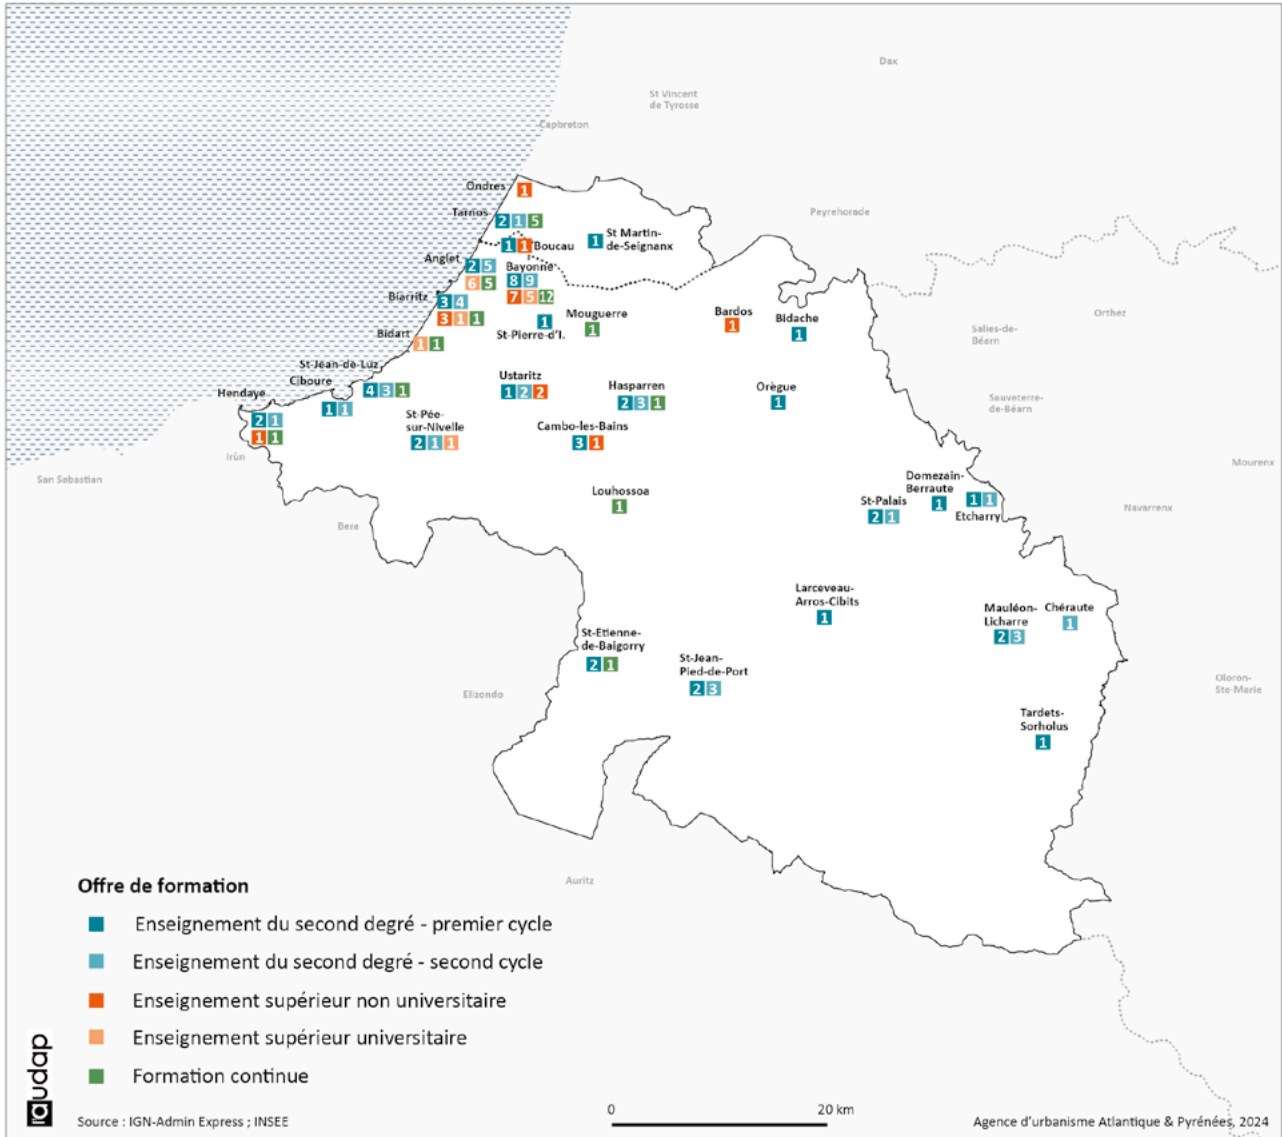 Dax
St Vincent
de Tyrosse
Capbreton
Ondres
1
Tarnos
2 1 5
Peyrehorade
1 1 Boucau
1
St Martin-
de-Seignanx
Anglet
2 5
6 5
Bayonne
8 9
7 5 12
Biarritz
3 4
3 1 1
Bidart
1 1
1
St-Pierre-d'I.
Mouguerre
1
Bardos
1
Bidache
1
Orthez
Salies-de-
Béarn
St-Jean-de-Luz
4 3 1
Ciboure
1 1
Hendaye
2 1
1 1
Irùn
Ustaritz
1 2 2
Hasparren
2 3 1
Orègue
1
Sauveterre-
de-Béarn
St-Pée-
sur-Nivelle
2 1 1
Cambo-les-Bains
3 1
San Sebastian
Mourenx
Louhossoa
1
Domezain-
Berraute
1
1 1
Etcharry
St-Palais
2 1
Navarrenx
Bera
Larceveau-
Arros-Cibits
1
Mauléon-
Licharre
2 3
Chéraute
1
St-Etienne-
de-Baigorry
2 1
St-Jean-
Pied-de-Port
2 3
Elizondo
Oloron-
Ste-Marie
Tardets-
Sorholus
1
Auritz
Offre de formation
Enseignement du second degré - premier cycle
Enseignement du second degré - second cycle
Enseignement supérieur non universitaire
Enseignement supérieur universitaire
Formation continue
audap
Source : IGN-Admin Express ; INSEE
0 20 km
Agence d'urbanisme Atlantique & Pyrénées, 2024